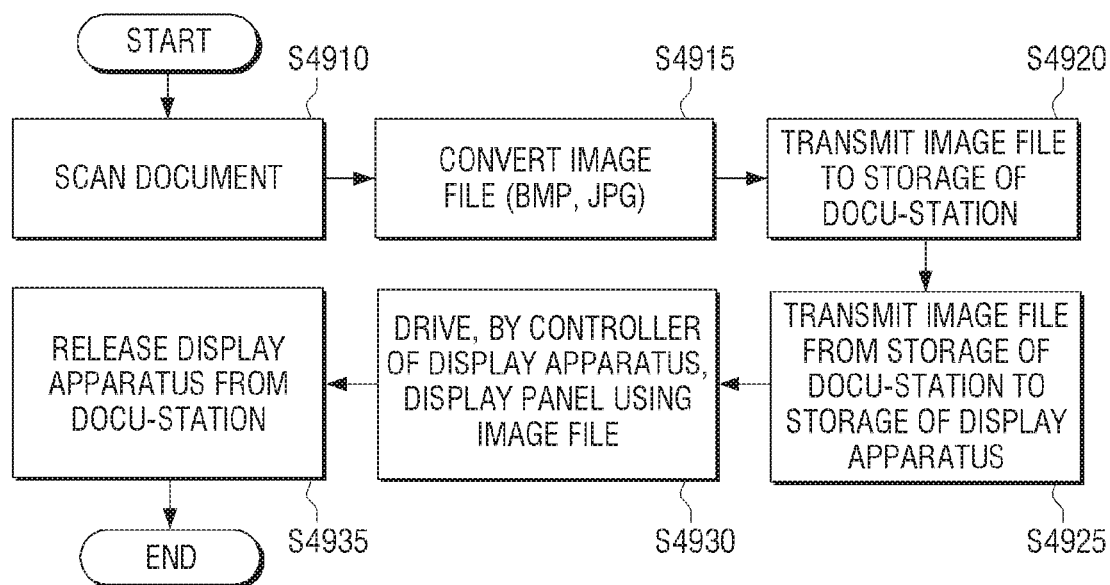 START
S4910
S4915
S4920
SCAN DOCUMENT
CONVERT IMAGE
FILE (BMP, JPG)
TRANSMIT IMAGE FILE
TO STORAGE OF
DOCU-STATION
TRANSMIT IMAGE FILE
FROM STORAGE OF
DOCU-STATION TO
STORAGE OF DISPLAY
APPARATUS
S4925
DRIVE, BY CONTROLLER
OF DISPLAY APPARATUS,
DISPLAY PANEL USING
IMAGE FILE
S4930
RELEASE DISPLAY
APPARATUS FROM
DOCU-STATION
S4935
END